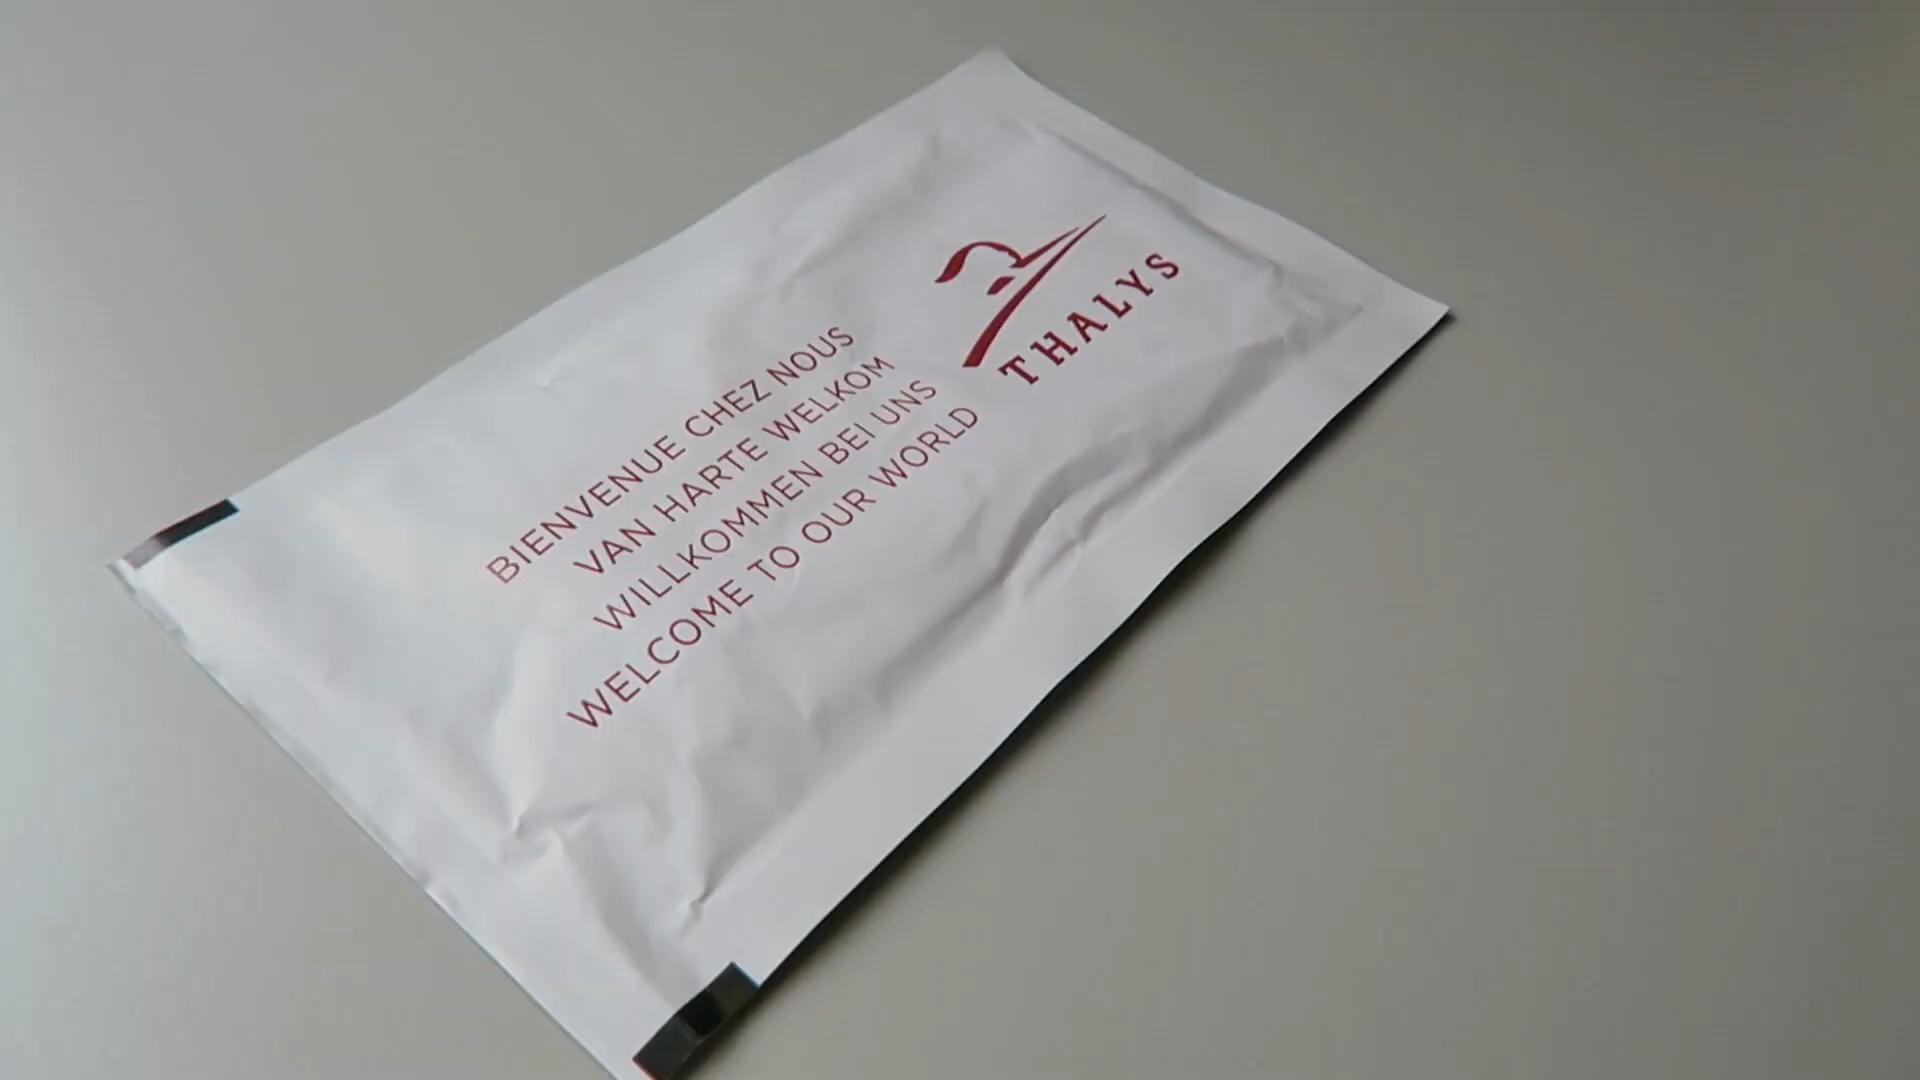 BIENVENUE CHEZ NOUS
VAN HARTE WELKOM
WILLKOMMEN BEI UNS
WELCOME TO OUR WORLD
THALYS